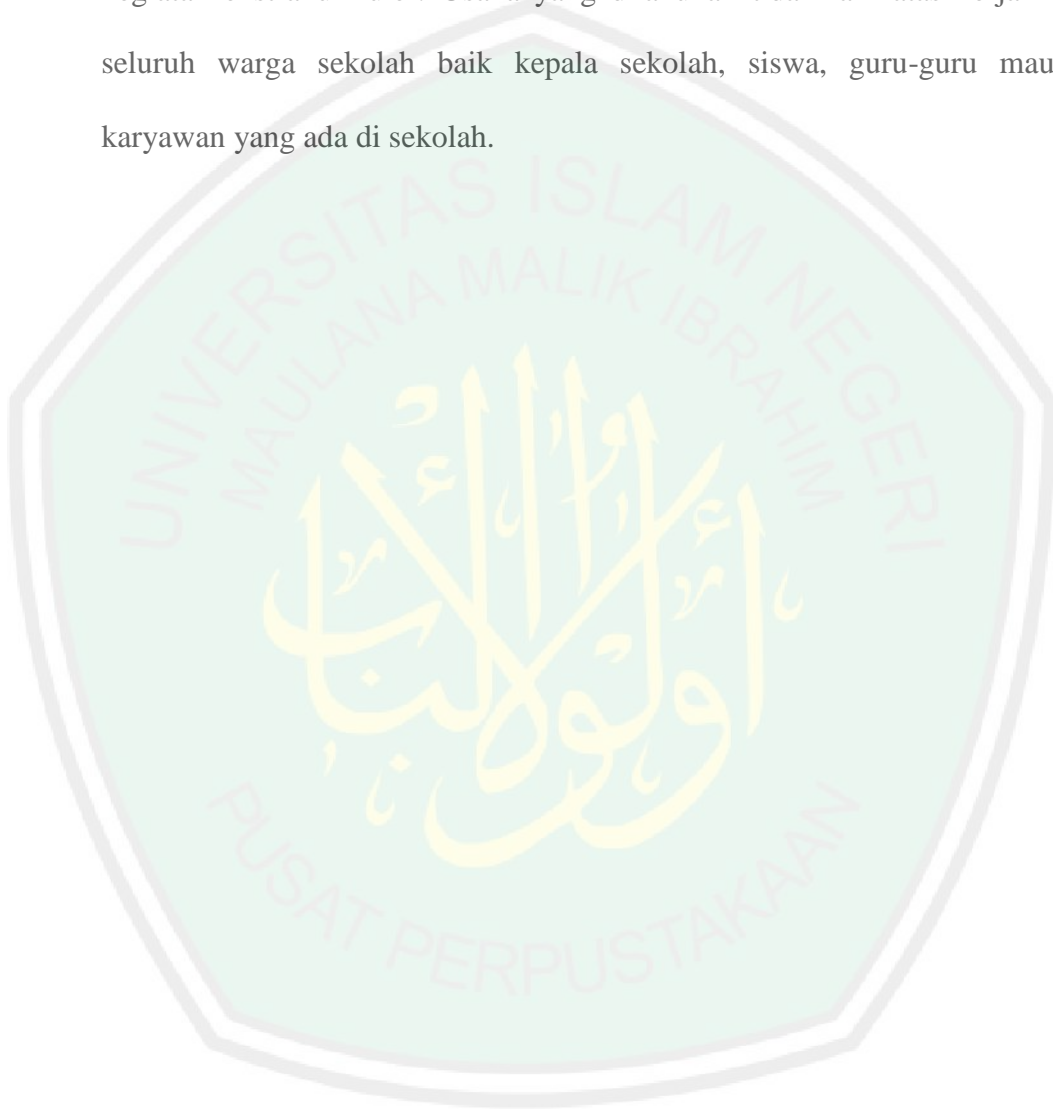 seluruh warga sekolah baik kepala sekolah, siswa, guru-guru mau
karyawan yang ada di sekolah.
UNIVERSITAS ISLAM NEGERI
MAULANA MALIK IBRAHIM
أولوا الألباب
PUSAT PERPUSTAKAAN